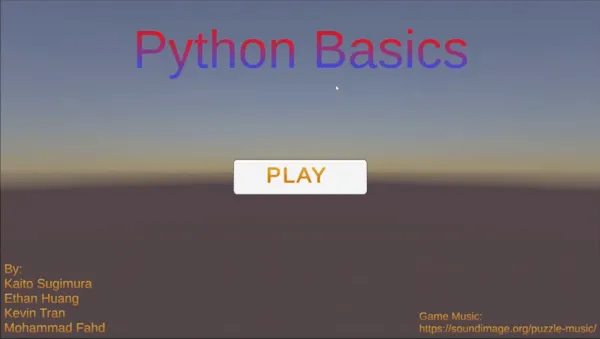 Python Basics
PLAY
By:
Kaito Sugimura
Ethan Huang
Kevin Tran
Mohammad Fahd
Game Music:
https://soundimage.org/puzzle-music/